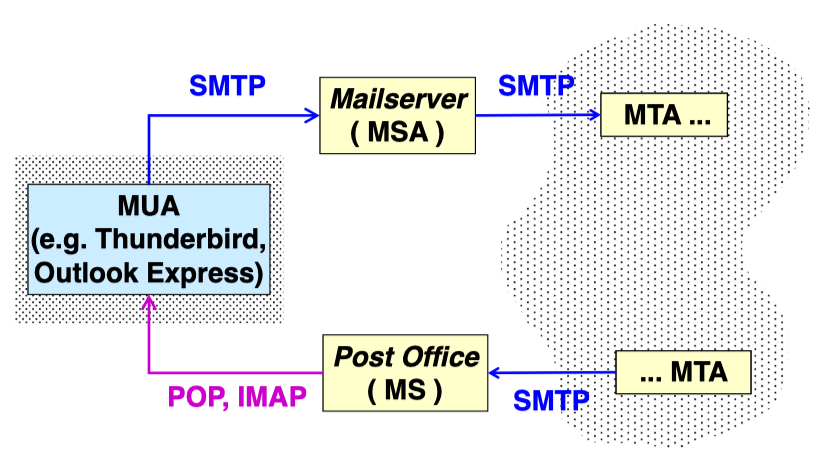 SMTP
Mailserver
( MSA )
SMTP
MTA ...
MUA
(e.g. Thunderbird,
Outlook Express)
Post Office
( MS )
... MTA
POP, IMAP
SMTP